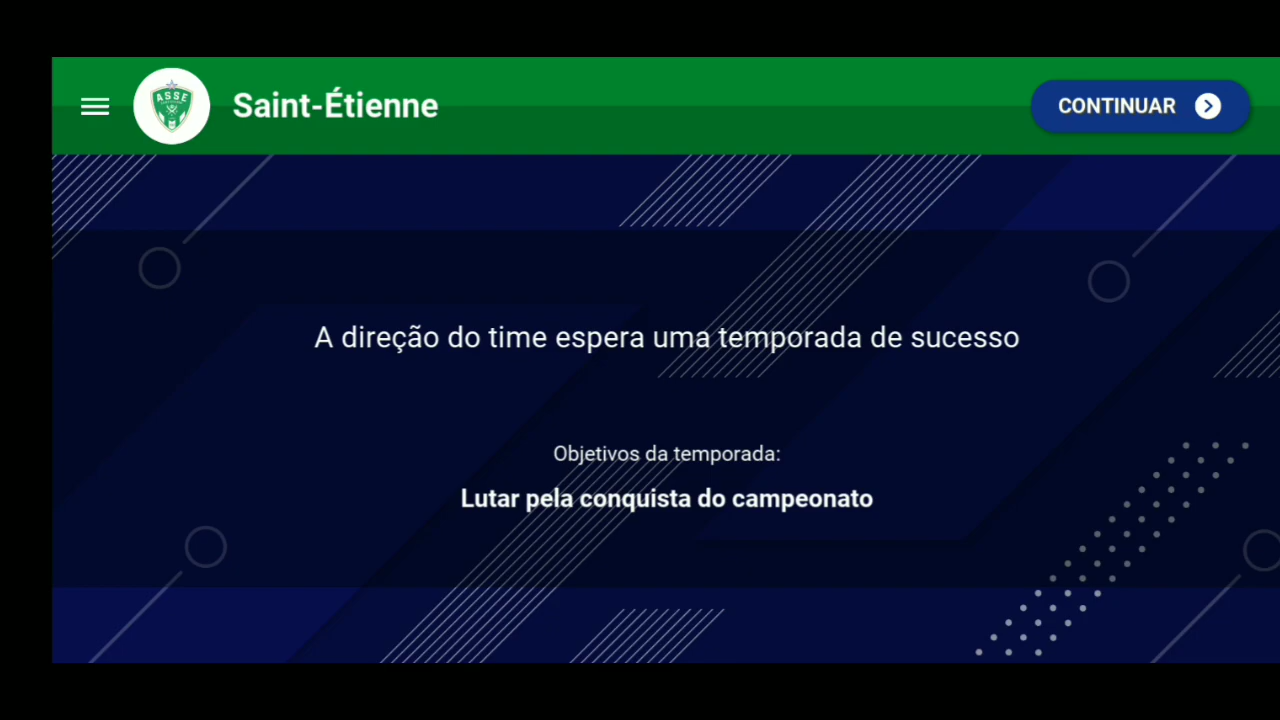 ASSE
Saint-Étienne
CONTINUAR
A direção do time espera uma temporada de sucesso
Objetivos da temporada:
Lutar pela conquista do campeonato